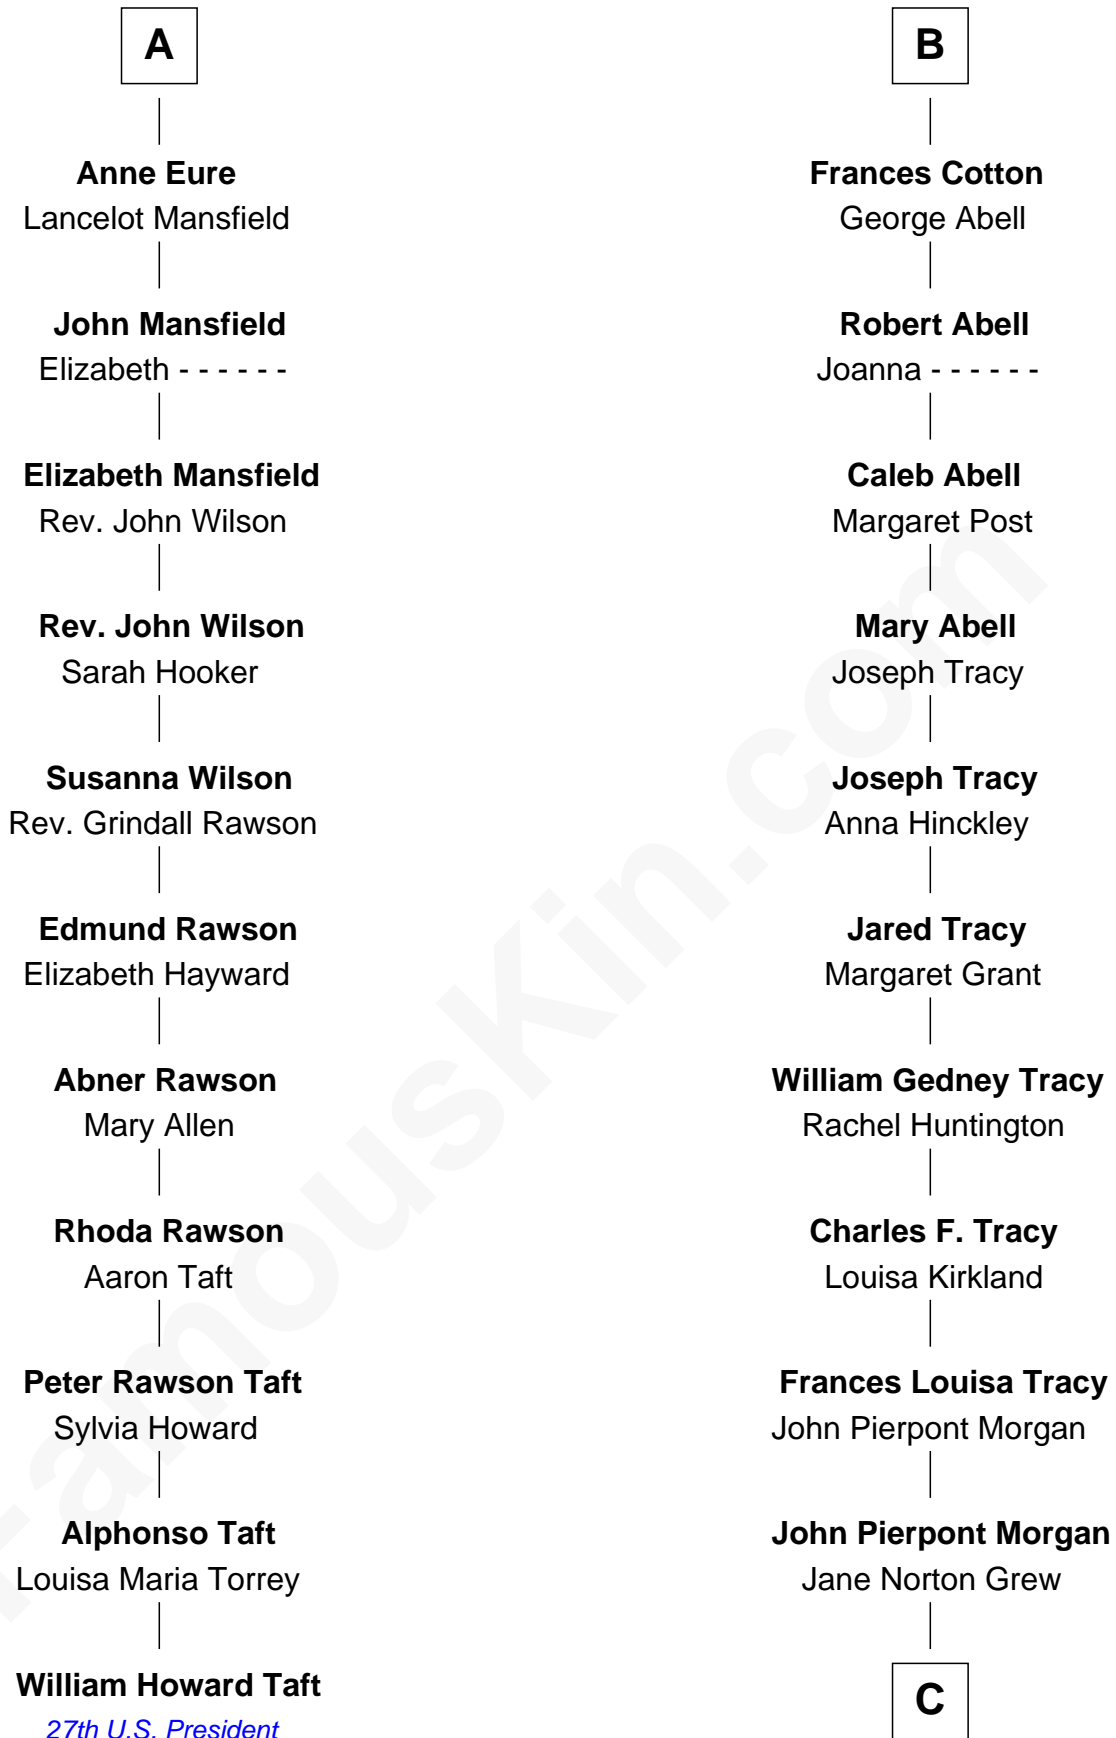 A
Anne Eure
Lancelot Mansfield
John Mansfield
Elizabeth - - - - - -
Elizabeth Mansfield
Rev. John Wilson
Rev. John Wilson
Sarah Hooker
Susanna Wilson
Rev. Grindall Rawson
Edmund Rawson
Elizabeth Hayward
Abner Rawson
Mary Allen
Rhoda Rawson
Aaron Taft
Peter Rawson Taft
Sylvia Howard
Alphonso Taft
Louisa Maria Torrey
William Howard Taft
27th U.S. President
B
Frances Cotton
George Abell
Robert Abell
Joanna - - - - - -
Caleb Abell
Margaret Post
Mary Abell
Joseph Tracy
Joseph Tracy
Anna Hinckley
Jared Tracy
Margaret Grant
William Gedney Tracy
Rachel Huntington
Charles F. Tracy
Louisa Kirkland
Frances Louisa Tracy
John Pierpont Morgan
John Pierpont Morgan
Jane Norton Grew
C
FamousKin.com